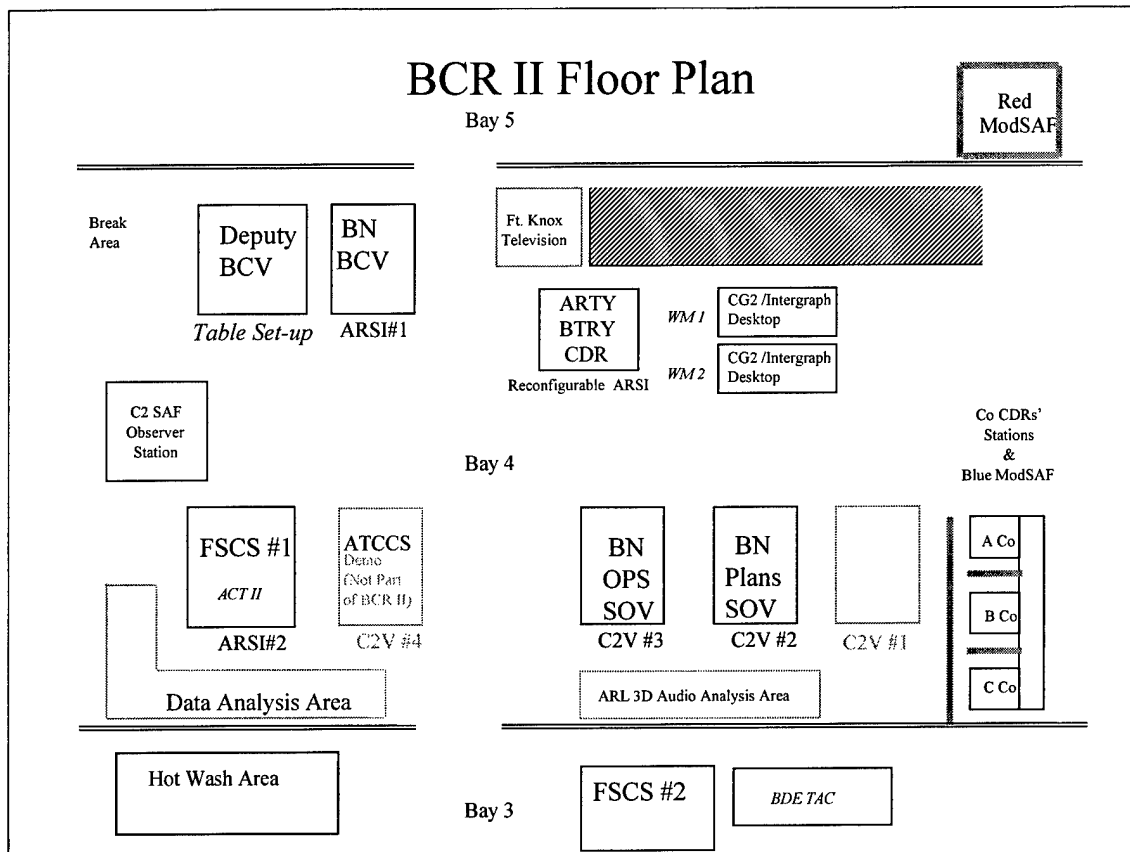 BCR II Floor Plan
Bay 5
Red
ModSAF
Break
Area
Deputy
BCV
Table Set-up
BN
BCV
ARSI#1
Ft. Knox
Television
ARTY
BTRY
CDR
Reconfigurable ARSI
WM 1
CG2 /Intergraph
Desktop
WM 2
CG2 /Intergraph
Desktop
C2 SAF
Observer
Station
Bay 4
Co CDRs'
Stations
&
Blue ModSAF
FSCS #1
ACT II
ARSI#2
ATCCS
Demo
(Not Part
of BCR II)
C2V #4
BN
OPS
SOV
C2V #3
BN
Plans
SOV
C2V #2
C2V #1
A Co
B Co
C Co
Data Analysis Area
ARL 3D Audio Analysis Area
Hot Wash Area
Bay 3
FSCS #2
BDE TAC